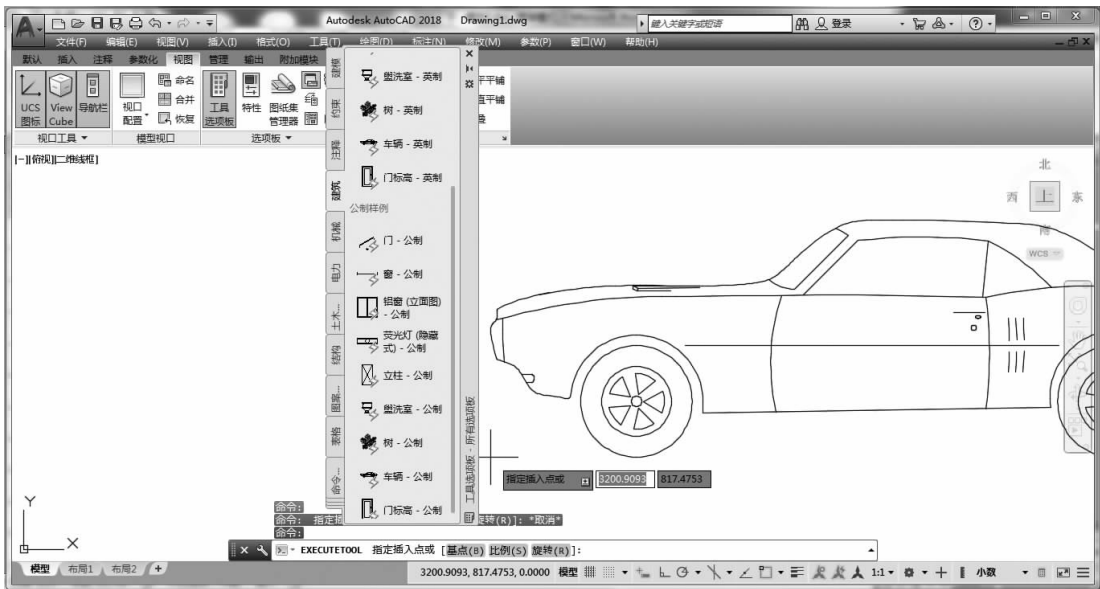 Autodesk AutoCAD 2018 Drawing1.dwg
键入关键字或短语
登录
文件(F) 编辑(E) 视图(V) 插入(I) 格式(O) 工具(T) 绘图(D) 标注(N) 修改(M) 参数(P) 窗口(W) 帮助(H)
默认 插入 注释 参数化 视图 管理 输出 附加模块
UCS
图标
View
Cube
导航栏
视口
配置
命名
合并
恢复
工具
选项板
特性
图纸集
管理器
平铺
平铺
视口工具 模型视口 选项板
[-][俯视][二维线框]
建模
约束
注释
建筑
机械
电力
土木...
结构
图案...
表格
命令...
盥洗室 - 英制
树 - 英制
车辆 - 英制
门标高 - 英制
公制样例
门 - 公制
窗 - 公制
铝窗 (立面图)
- 公制
荧光灯 (隐藏
式) - 公制
立柱 - 公制
盥洗室 - 公制
树 - 公制
车辆 - 公制
门标高 - 公制
工具选项板 - 所有选项板
北
西 上 东
南
WCS
指定插入点或 3200.9093 817.4753
Y
X
命令:
命令: 指定插 旋转(R)]: *取消*
命令:
EXECUTETOOL 指定插入点或 [基点(B) 比例(S) 旋转(R)]:
模型 布局1 布局2 +
3200.9093, 817.4753, 0.0000 模型 1:1 小数